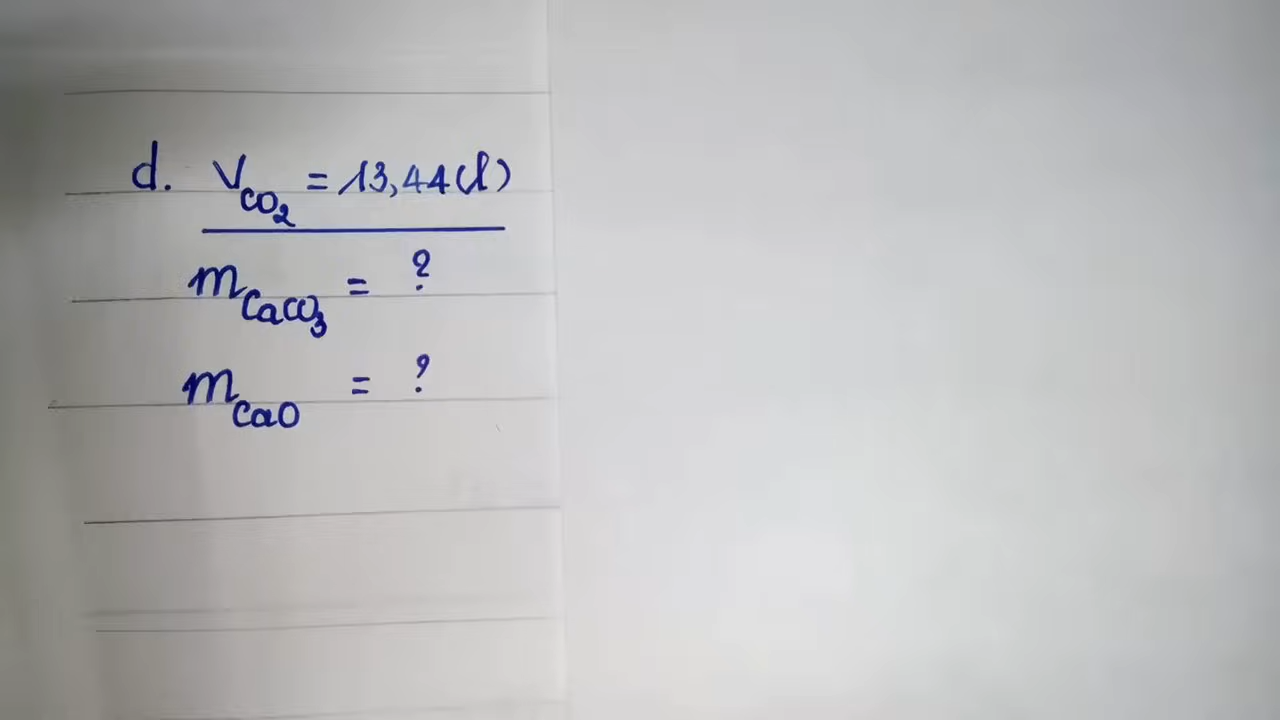 d. V_CO₂ = 13,44 (l)
m_CaCO₃ = ?
m_CaO = ?